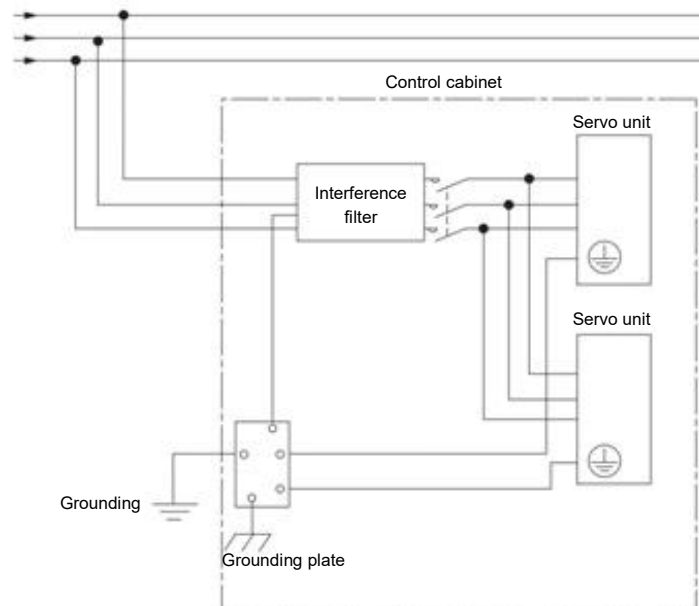 Control cabinet
Servo unit
Interference
filter
Servo unit
Grounding
Grounding plate